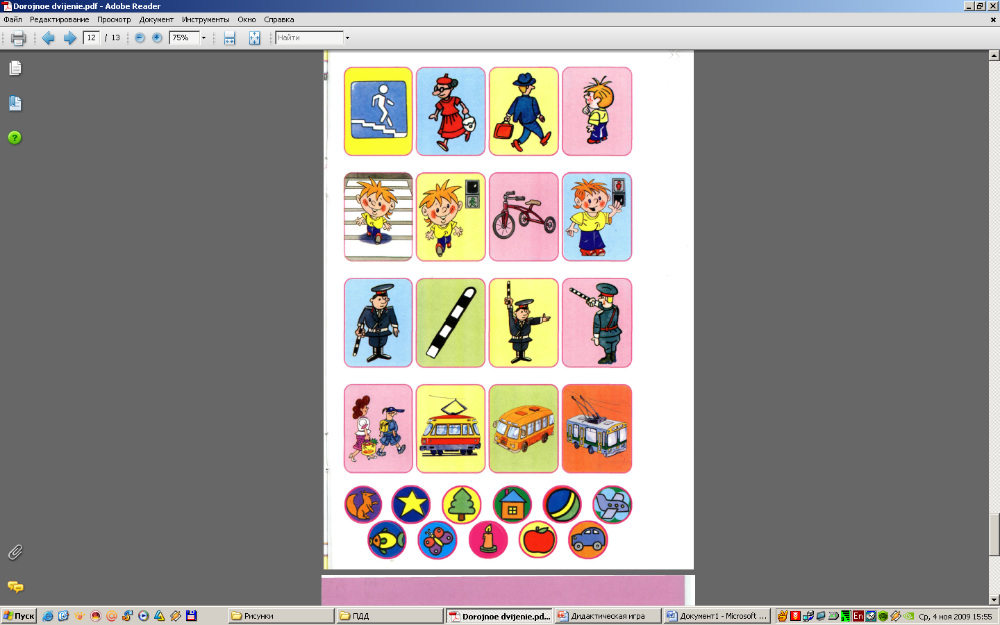 Dorojnoe dvijenie.pdf - Adobe Reader
Файл Редактирование Просмотр Документ Инструменты Окно Справка
12 / 13 75% Найти
Пуск Рисунки ПДД Dorojnoe dvijenie.pd... Дидактическая игра Документ1 - Microsoft ... En Ср, 4 ноя 2009 15:55